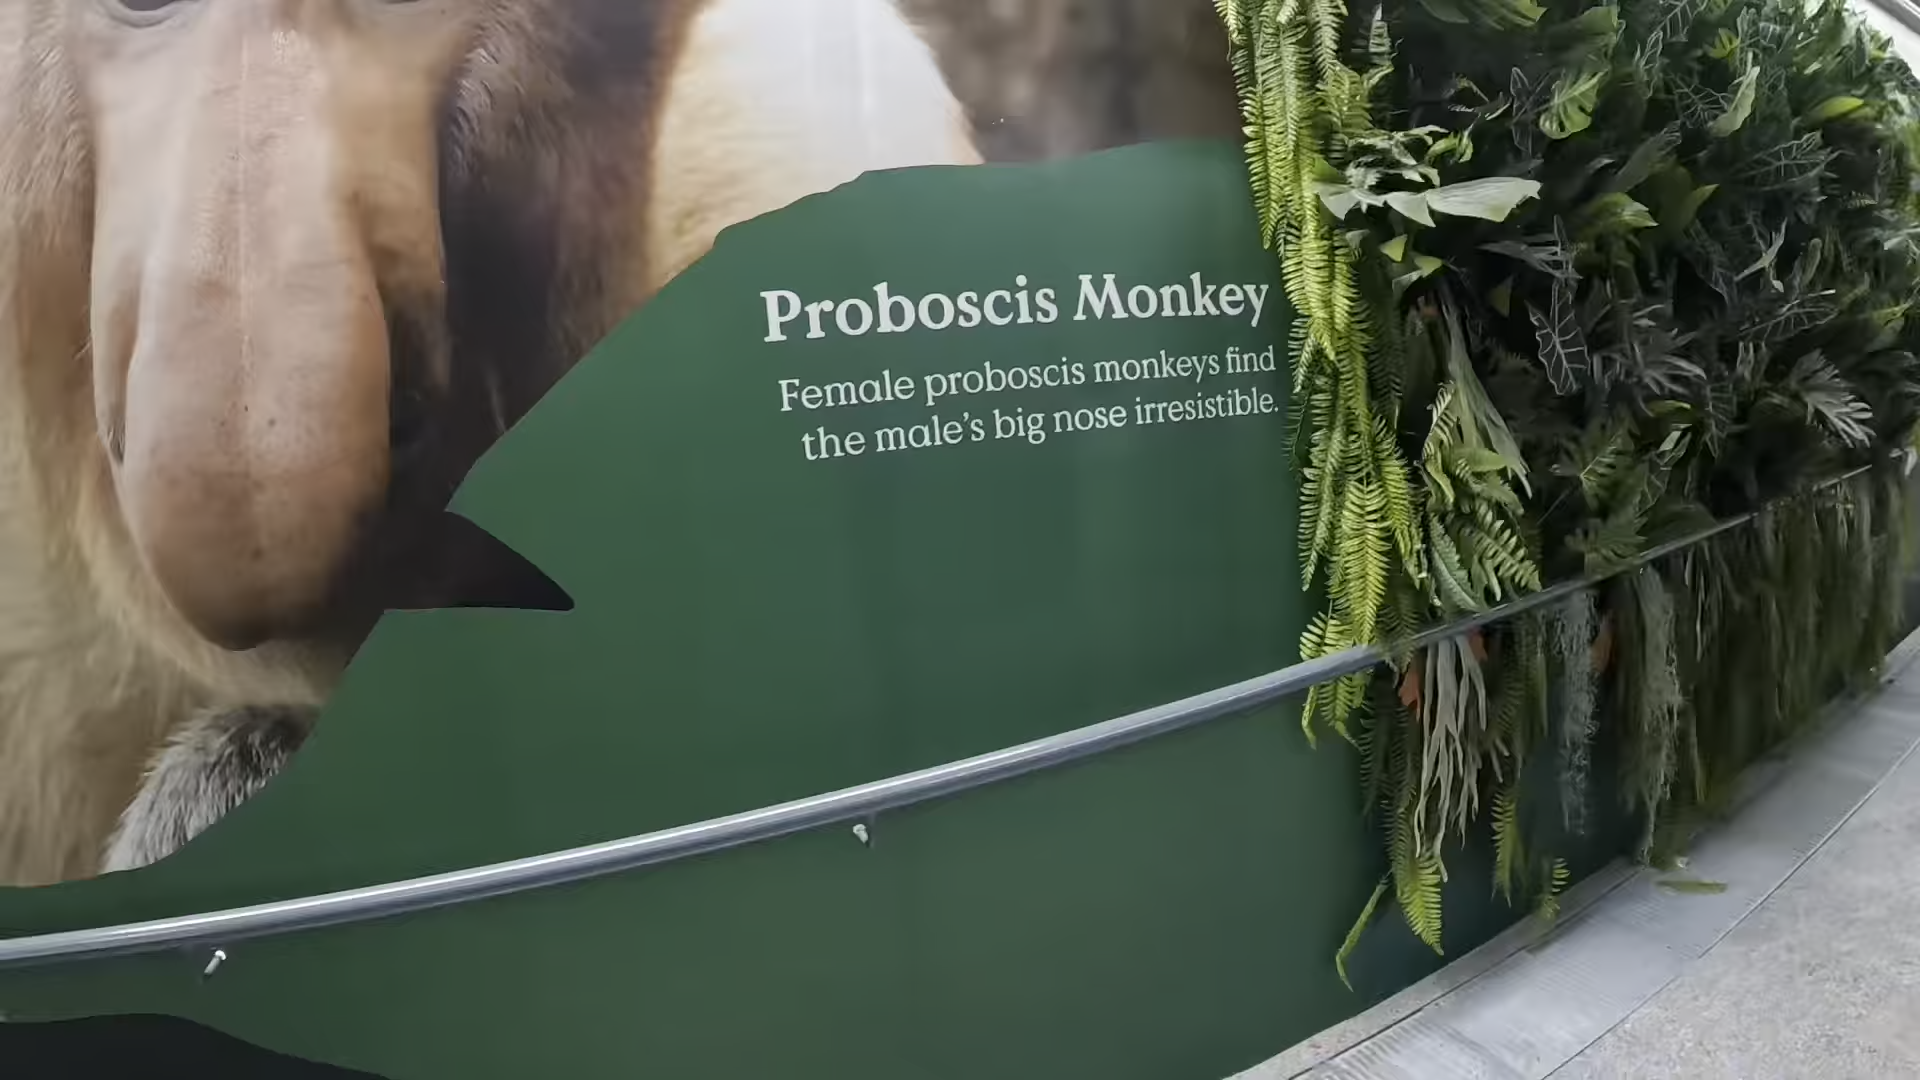 Proboscis Monkey
Female proboscis monkeys find
the male's big nose irresistible.